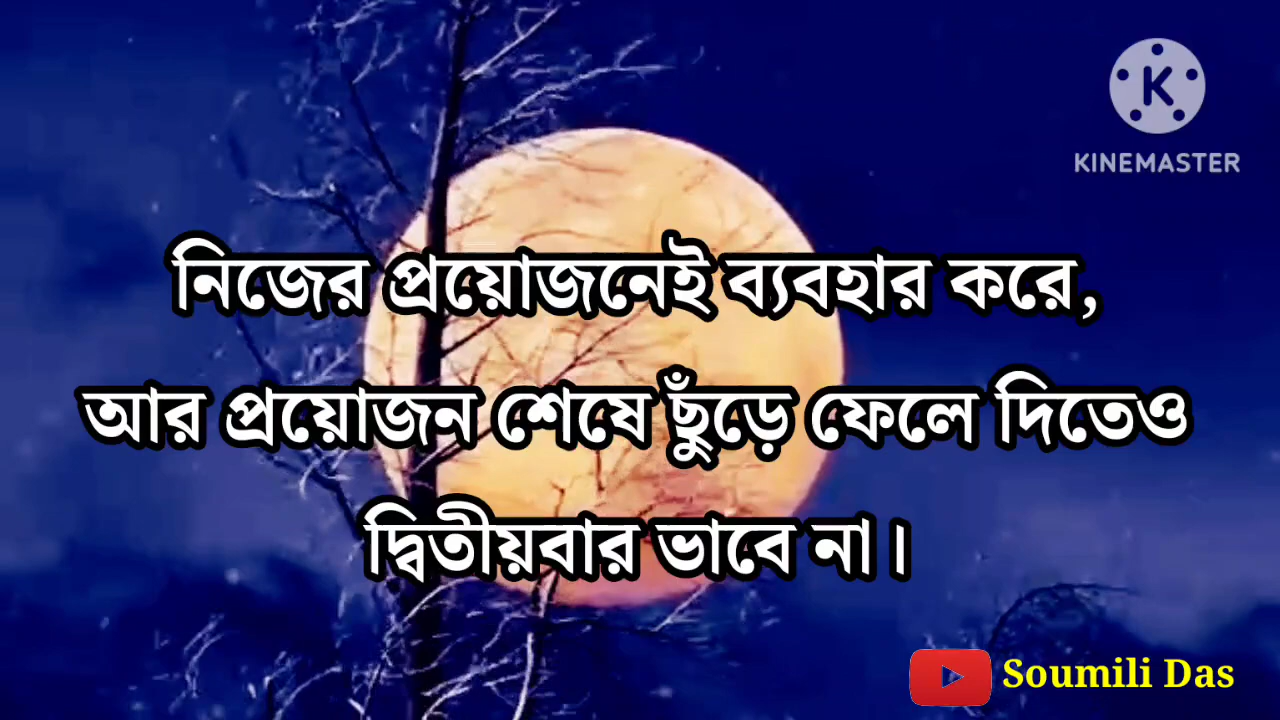 KINEMASTER
নিজের প্রয়োজনেই ব্যবহার করে,
আর প্রয়োজন শেষে ছুঁড়ে ফেলে দিতেও
দ্বিতীয়বার ভাবে না।
Soumili Das